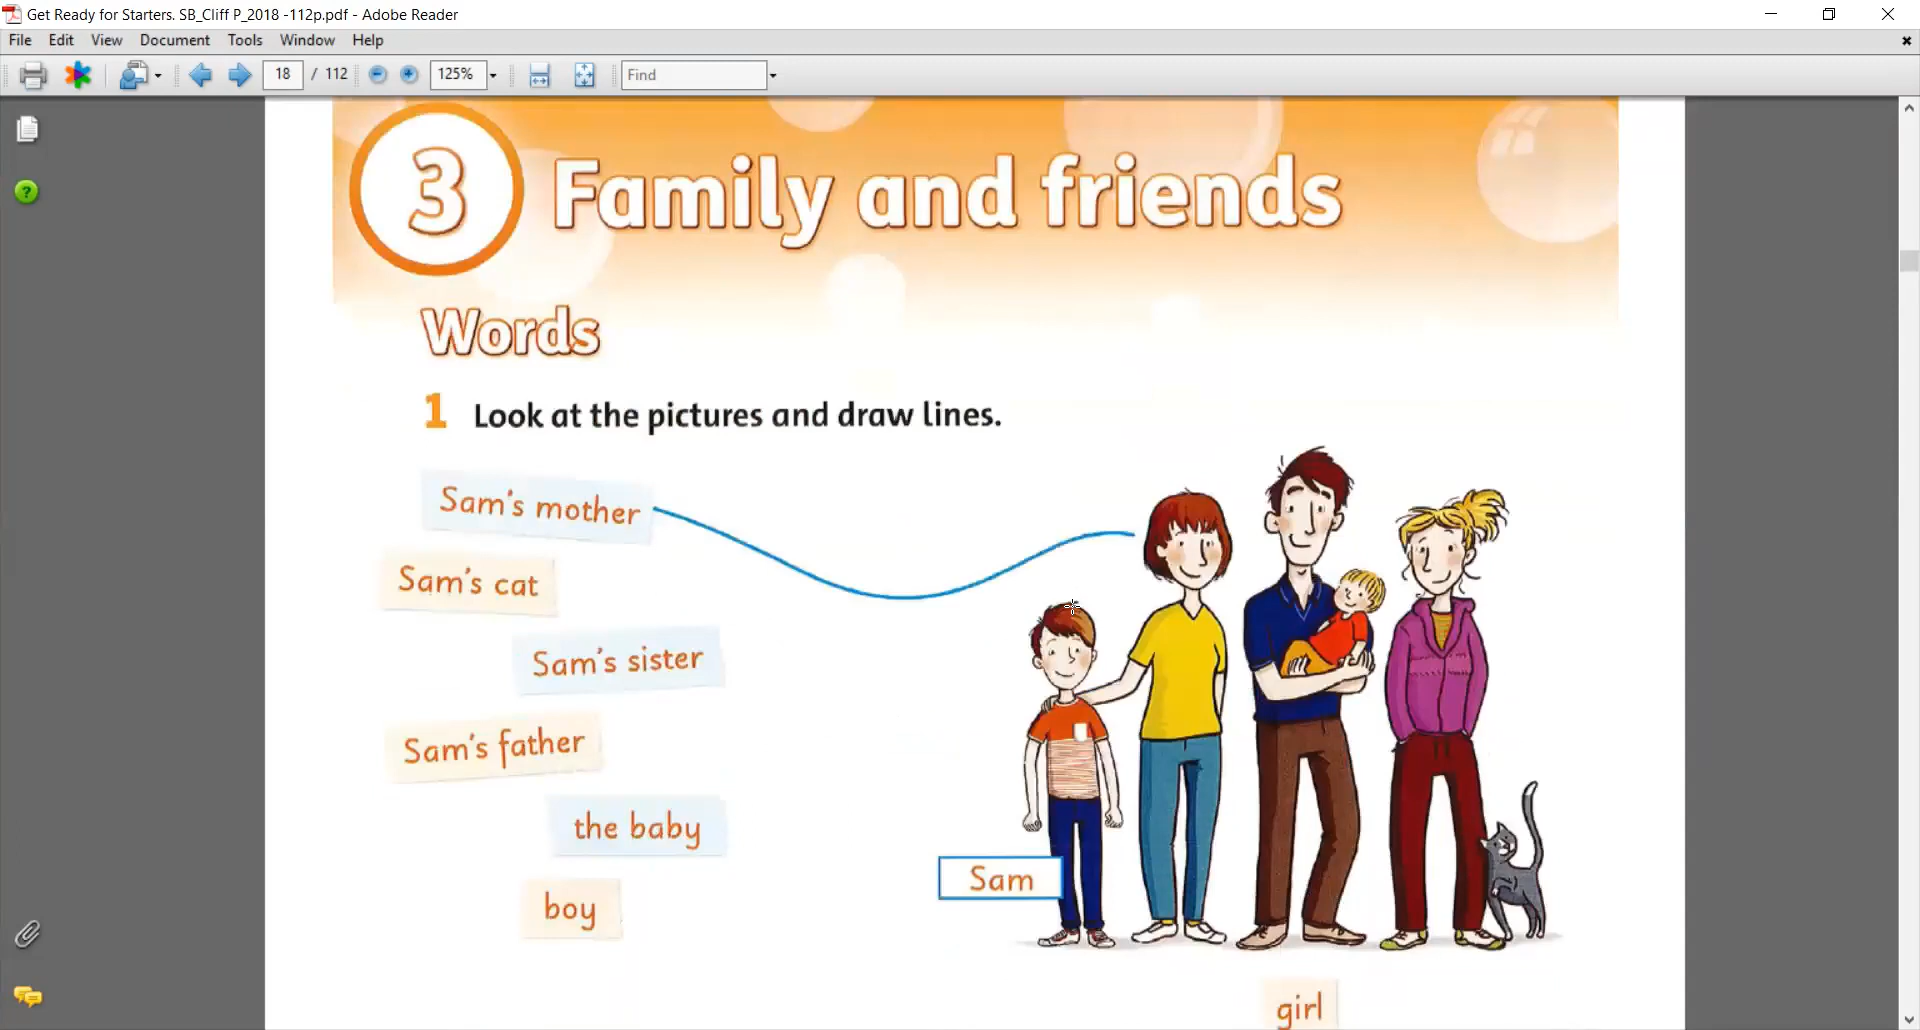 Get Ready for Starters. SB_Cliff P_2018 -112p.pdf - Adobe Reader
File Edit View Document Tools Window Help
18 / 112 125% Find
3 Family and friends
Words
1 Look at the pictures and draw lines.
Sam's mother
Sam's cat
Sam's sister
Sam's father
the baby
Sam
boy
girl